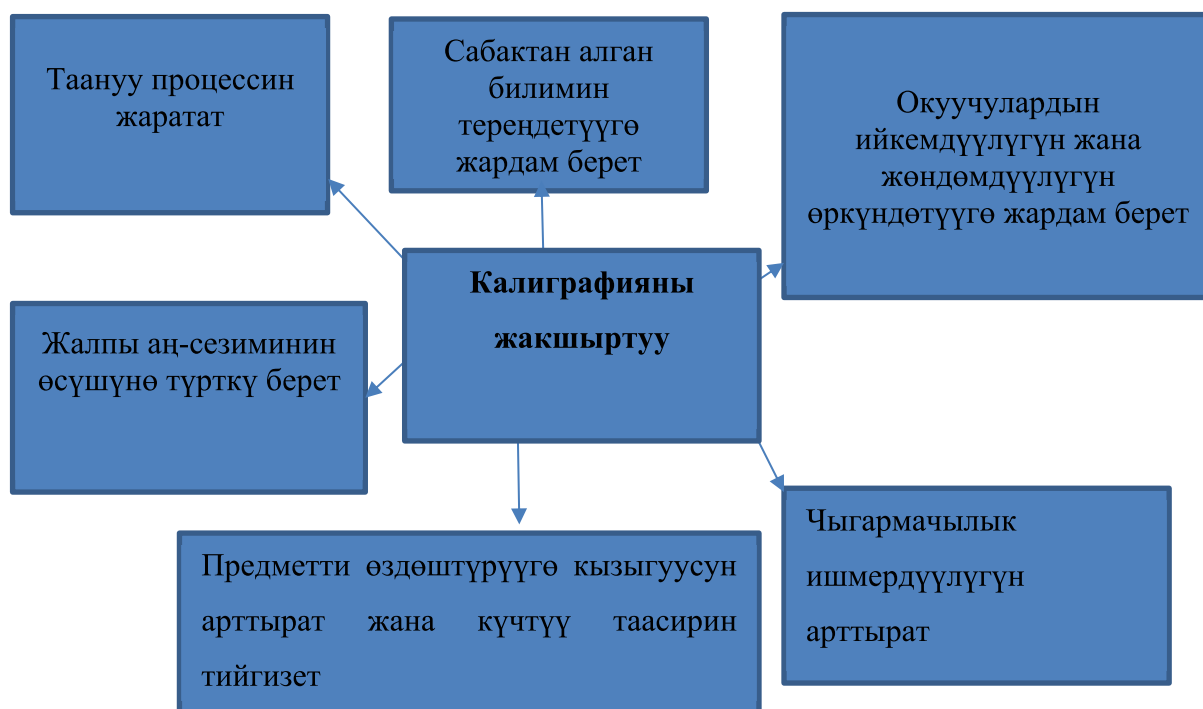 Таануу процессин
жаратат
Сабактан алган
билимин
тереңдетүүгө
жардам берет
Окуучулардын
ийкемдүүлүгүн жана
жөндөмдүүлүгүн
өркүндөтүүгө жардам берет
Калиграфияны
жакшыртуу
Жалпы аң-сезиминин
өсүшүнө түрткү берет
Предметти өздөштүрүүгө кызыгуусун
арттырат жана күчтүү таасирин
тийгизет
Чыгармачылык
ишмердүүлүгүн
арттырат